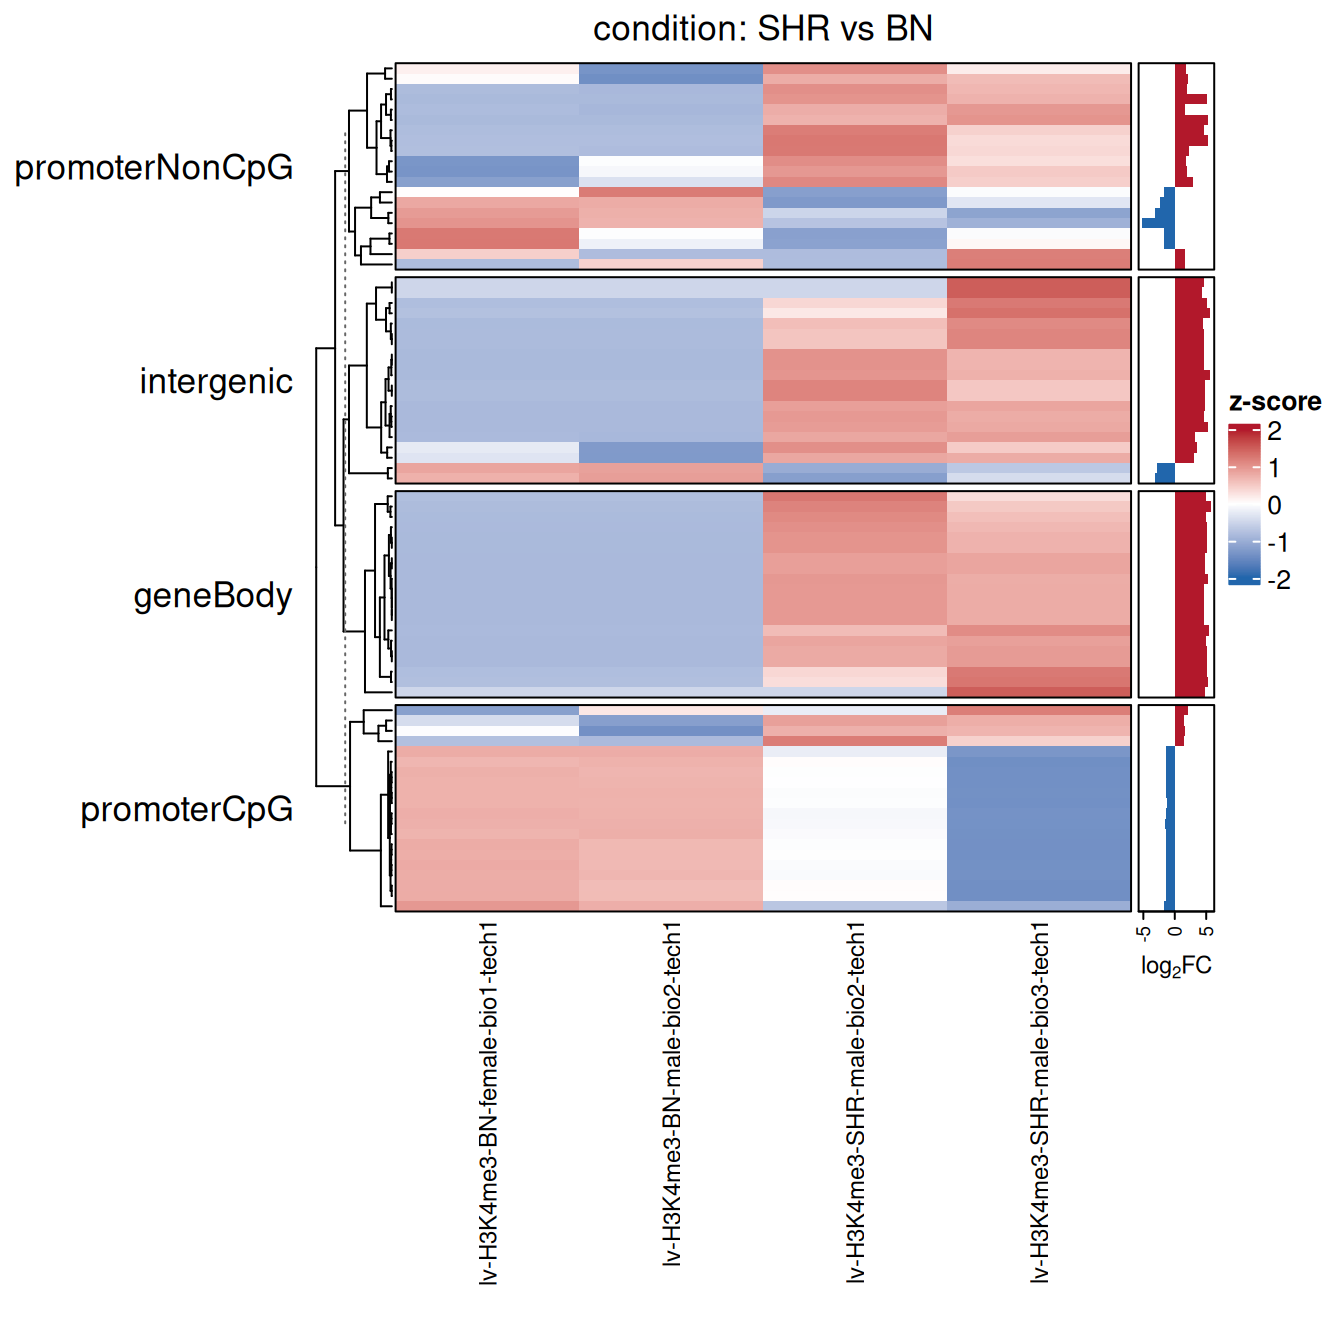 condition: SHR vs BN
promoterNonCpG
intergenic
geneBody
promoterCpG
z-score
2
1
0
-1
-2
-5
0
5
log₂FC
lv-H3K4me3-BN-female-bio1-tech1
lv-H3K4me3-BN-male-bio2-tech1
lv-H3K4me3-SHR-male-bio2-tech1
lv-H3K4me3-SHR-male-bio3-tech1